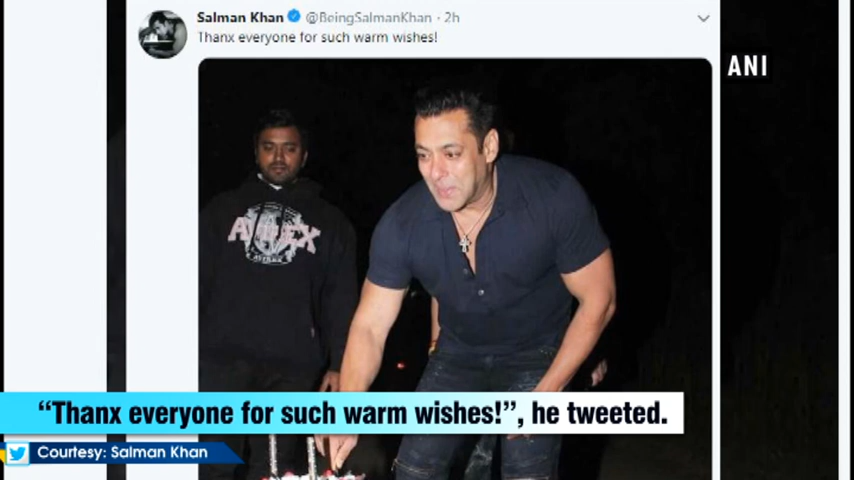 Salman Khan @BeingSalmanKhan · 2h
Thanx everyone for such warm wishes!
ANI
AVIREX
“Thanx everyone for such warm wishes!”, he tweeted.
Courtesy: Salman Khan